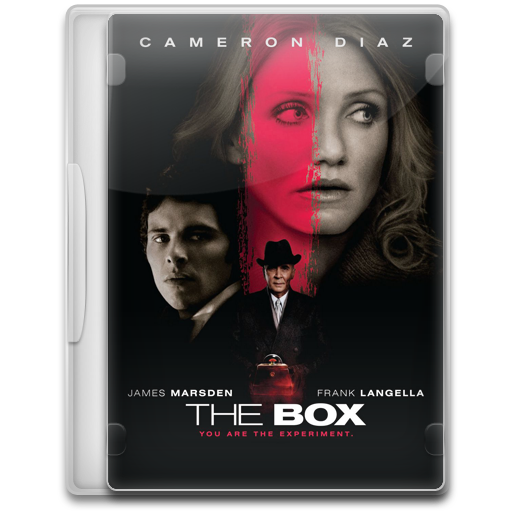 CAMERON DIAZ
JAMES MARSDEN FRANK LANGELLA
THE BOX
YOU ARE THE EXPERIMENT.